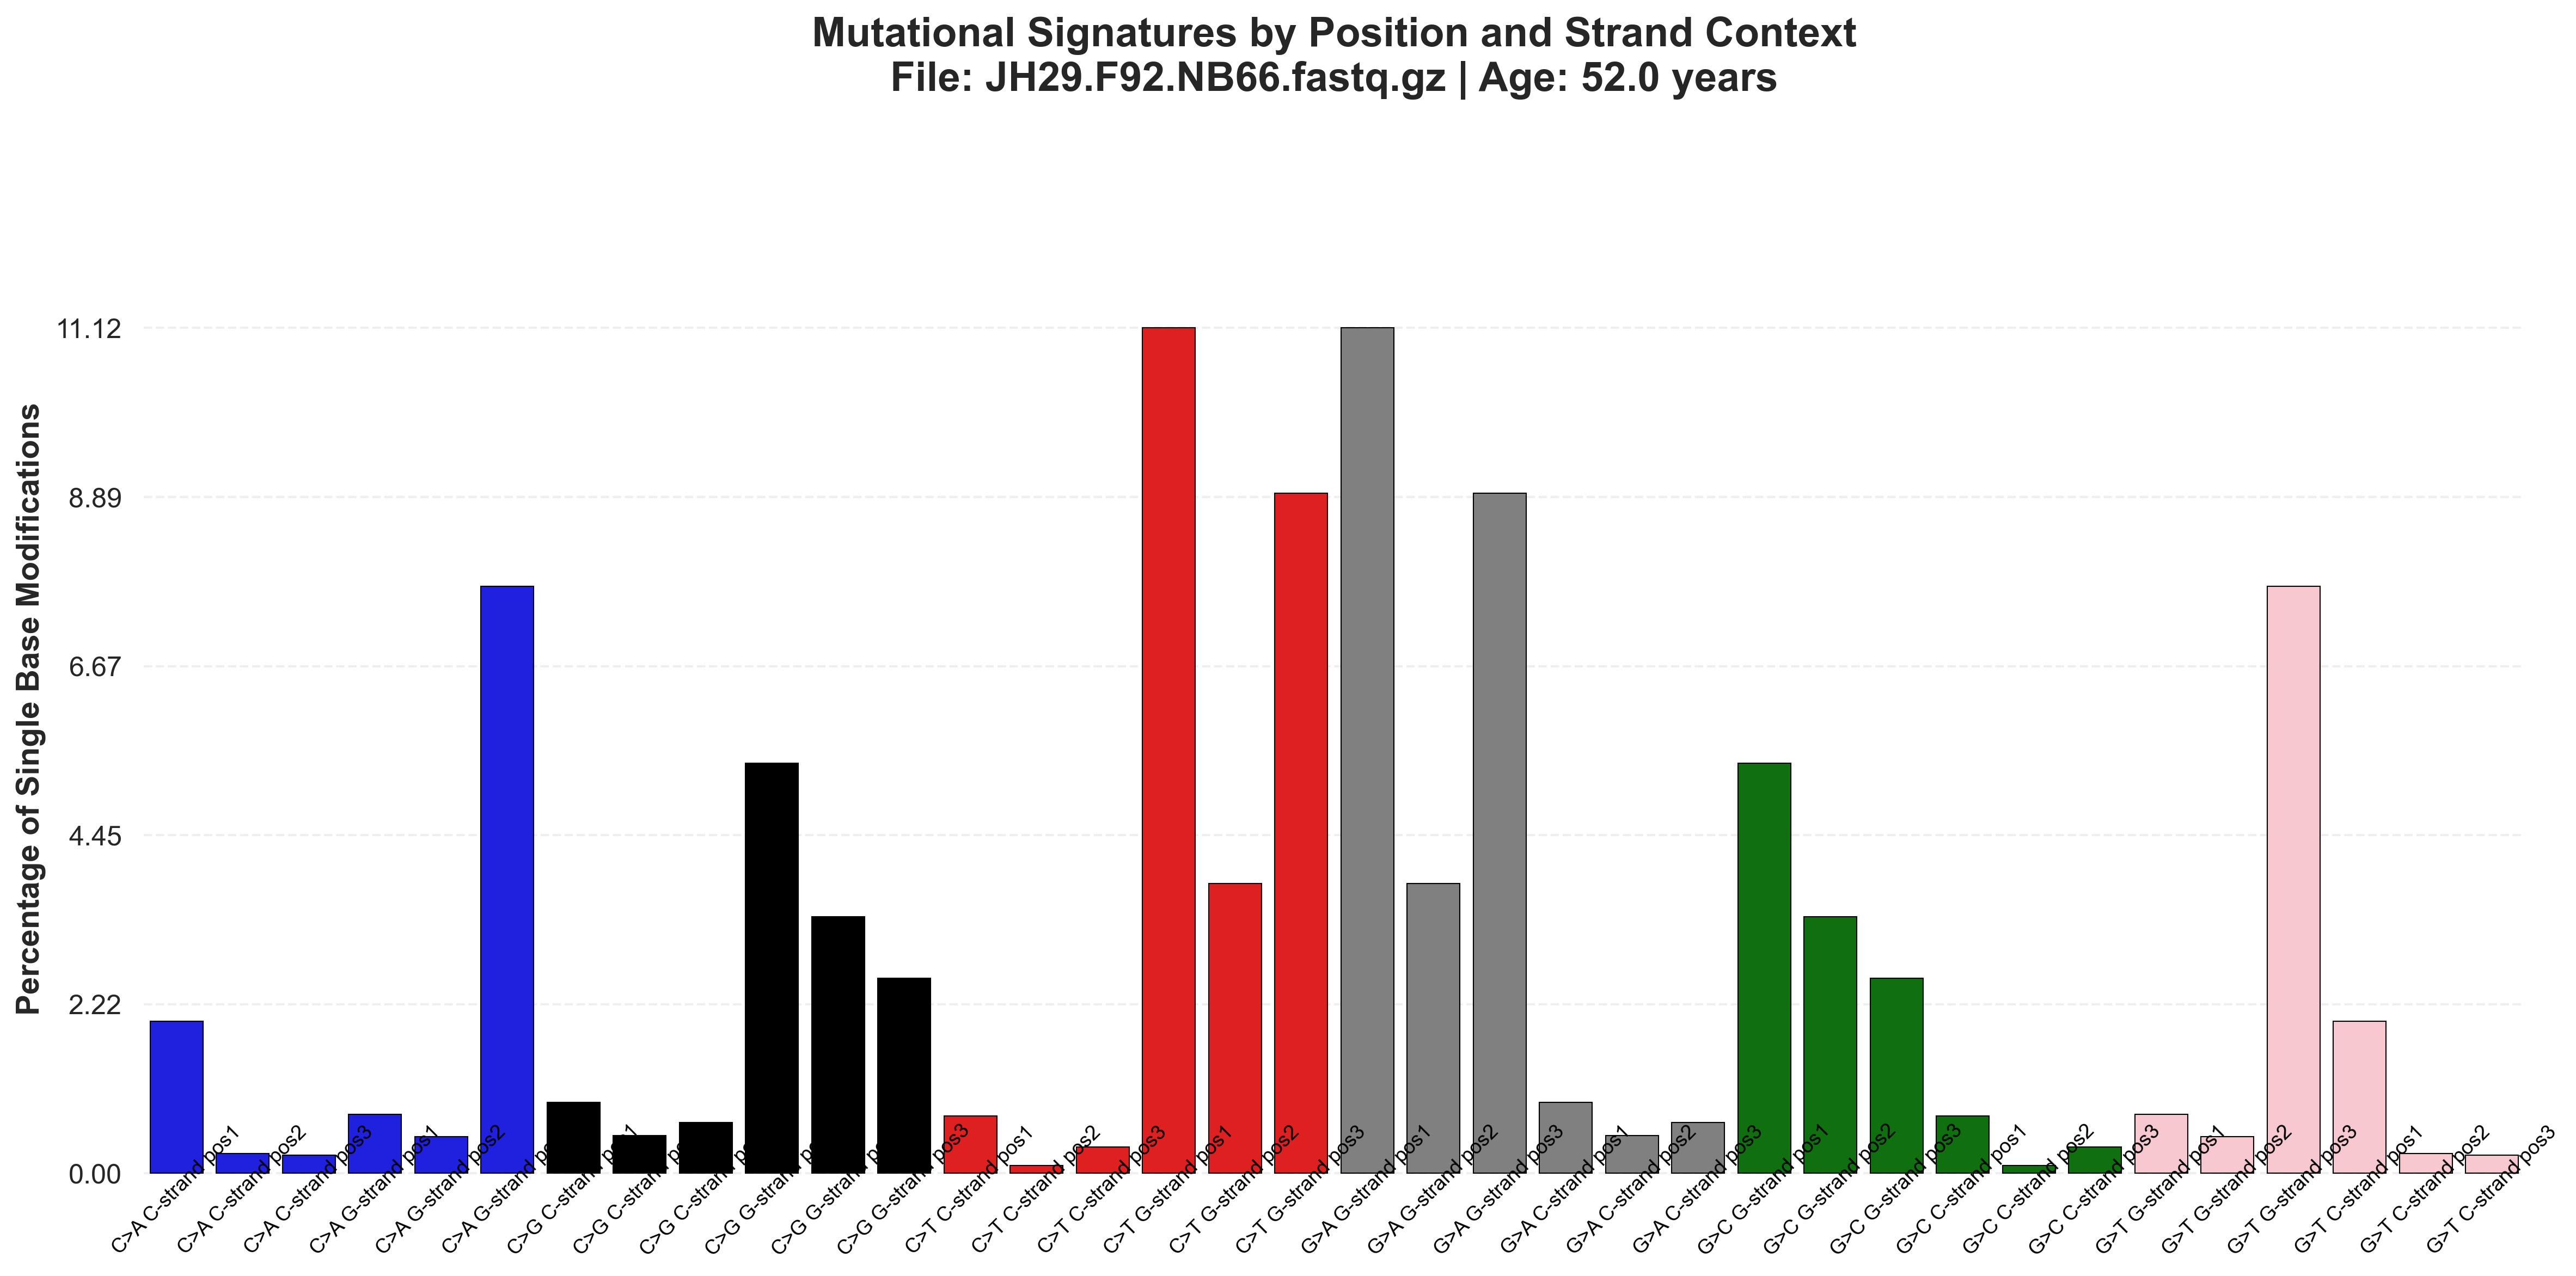 Mutational Signatures by Position and Strand Context
File: JH29.F92.NB66.fastq.gz | Age: 52.0 years
Percentage of Single Base Modifications
11.12
8.89
6.67
4.45
2.22
0.00
C>A C-strand pos1
C>A C-strand pos2
C>A C-strand pos3
C>A G-strand pos1
C>A G-strand pos2
C>A G-strand
C>G C-strand pos1
C>G C-strand
C>G C-strand
C>G G-strand
C>G G-strand
C>G G-strand pos3
C>T C-strand pos1
C>T C-strand pos2
C>T C-strand pos3
C>T G-strand pos1
C>T G-strand pos2
C>T G-strand pos3
G>A G-strand pos1
G>A G-strand pos2
G>A G-strand pos3
G>A C-strand pos1
G>A C-strand pos2
G>A C-strand pos3
G>C G-strand pos1
G>C G-strand pos2
G>C G-strand pos3
G>C C-strand pos1
G>C C-strand pos2
G>C C-strand pos3
G>T G-strand pos1
G>T G-strand pos2
G>T G-strand pos3
G>T C-strand pos1
G>T C-strand pos2
G>T C-strand pos3